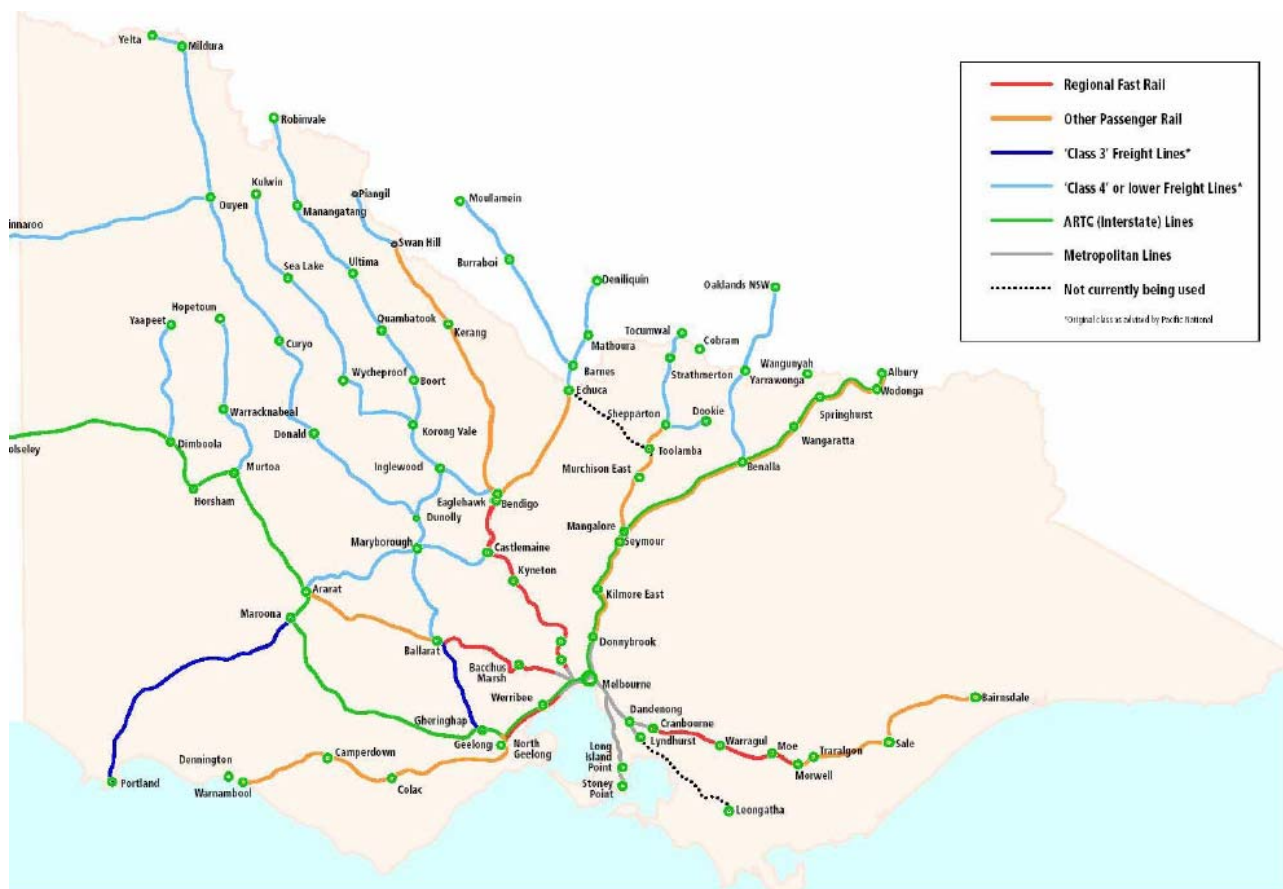 Yelta
Mildura
Robinvale
Kulwin
Piangil
Moulamein
Ouyen
Manangatang
innaroo
Swan Hill
Burraboi
Ultima
Sea Lake
Deniliquin
Oaklands NSW
Hopetoun
Yaapeet
Quambatook
Kerang
Tocumwal
Cobram
Mathoura
Curyo
Barnes
Strathmerton
Wangunyah
Yarrawonga
Albury
Wodonga
Wycheproof
Boort
Echuca
Springhurst
Warracknabeal
Shepparton
Dookie
Korong Vale
Donald
Wangaratta
Dimboola
olseley
Toolamba
Murtoa
Inglewood
Murchison East
Benalla
Horsham
Eaglehawk
Bendigo
Dunolly
Mangalore
Seymour
Maryborough
Castlemaine
Kyneton
Ararat
Kilmore East
Maroona
Donnybrook
Ballarat
Bacchus
Marsh
Melbourne
Werribee
Bairnsdale
Dandenong
Gheringhap
Cranbourne
Lyndhurst
Warragul
Geelong
North
Geelong
Long
Island
Point
Moe
Traralgon
Sale
Camperdown
Dennington
Morwell
Stoney
Point
Portland
Warnambool
Colac
Leongatha
Regional Fast Rail
Other Passenger Rail
'Class 3' Freight Lines*
'Class 4' or lower Freight Lines*
ARTC (Interstate) Lines
Metropolitan Lines
Not currently being used
*Original class as advised by Pacific National